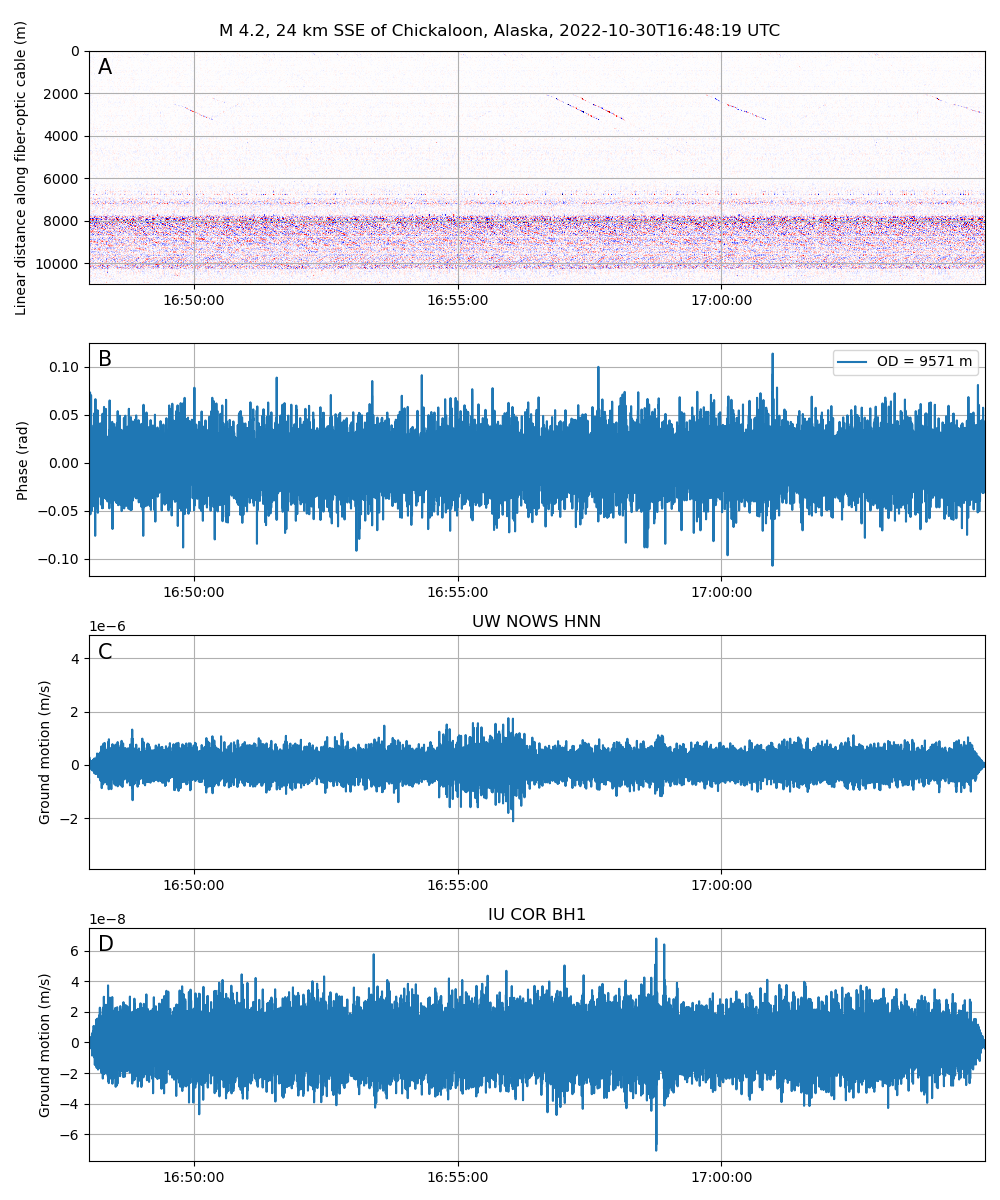 M 4.2, 24 km SSE of Chickaloon, Alaska, 2022-10-30T16:48:19 UTC
Linear distance along fiber-optic cable (m)
A
0
2000
4000
6000
8000
10000
16:50:00 16:55:00 17:00:00
B
OD = 9571 m
Phase (rad)
0.10
0.05
0.00
−0.05
−0.10
16:50:00 16:55:00 17:00:00
UW NOWS HNN
1e−6
C
Ground motion (m/s)
4
2
0
−2
16:50:00 16:55:00 17:00:00
IU COR BH1
1e−8
D
Ground motion (m/s)
6
4
2
0
−2
−4
−6
16:50:00 16:55:00 17:00:00